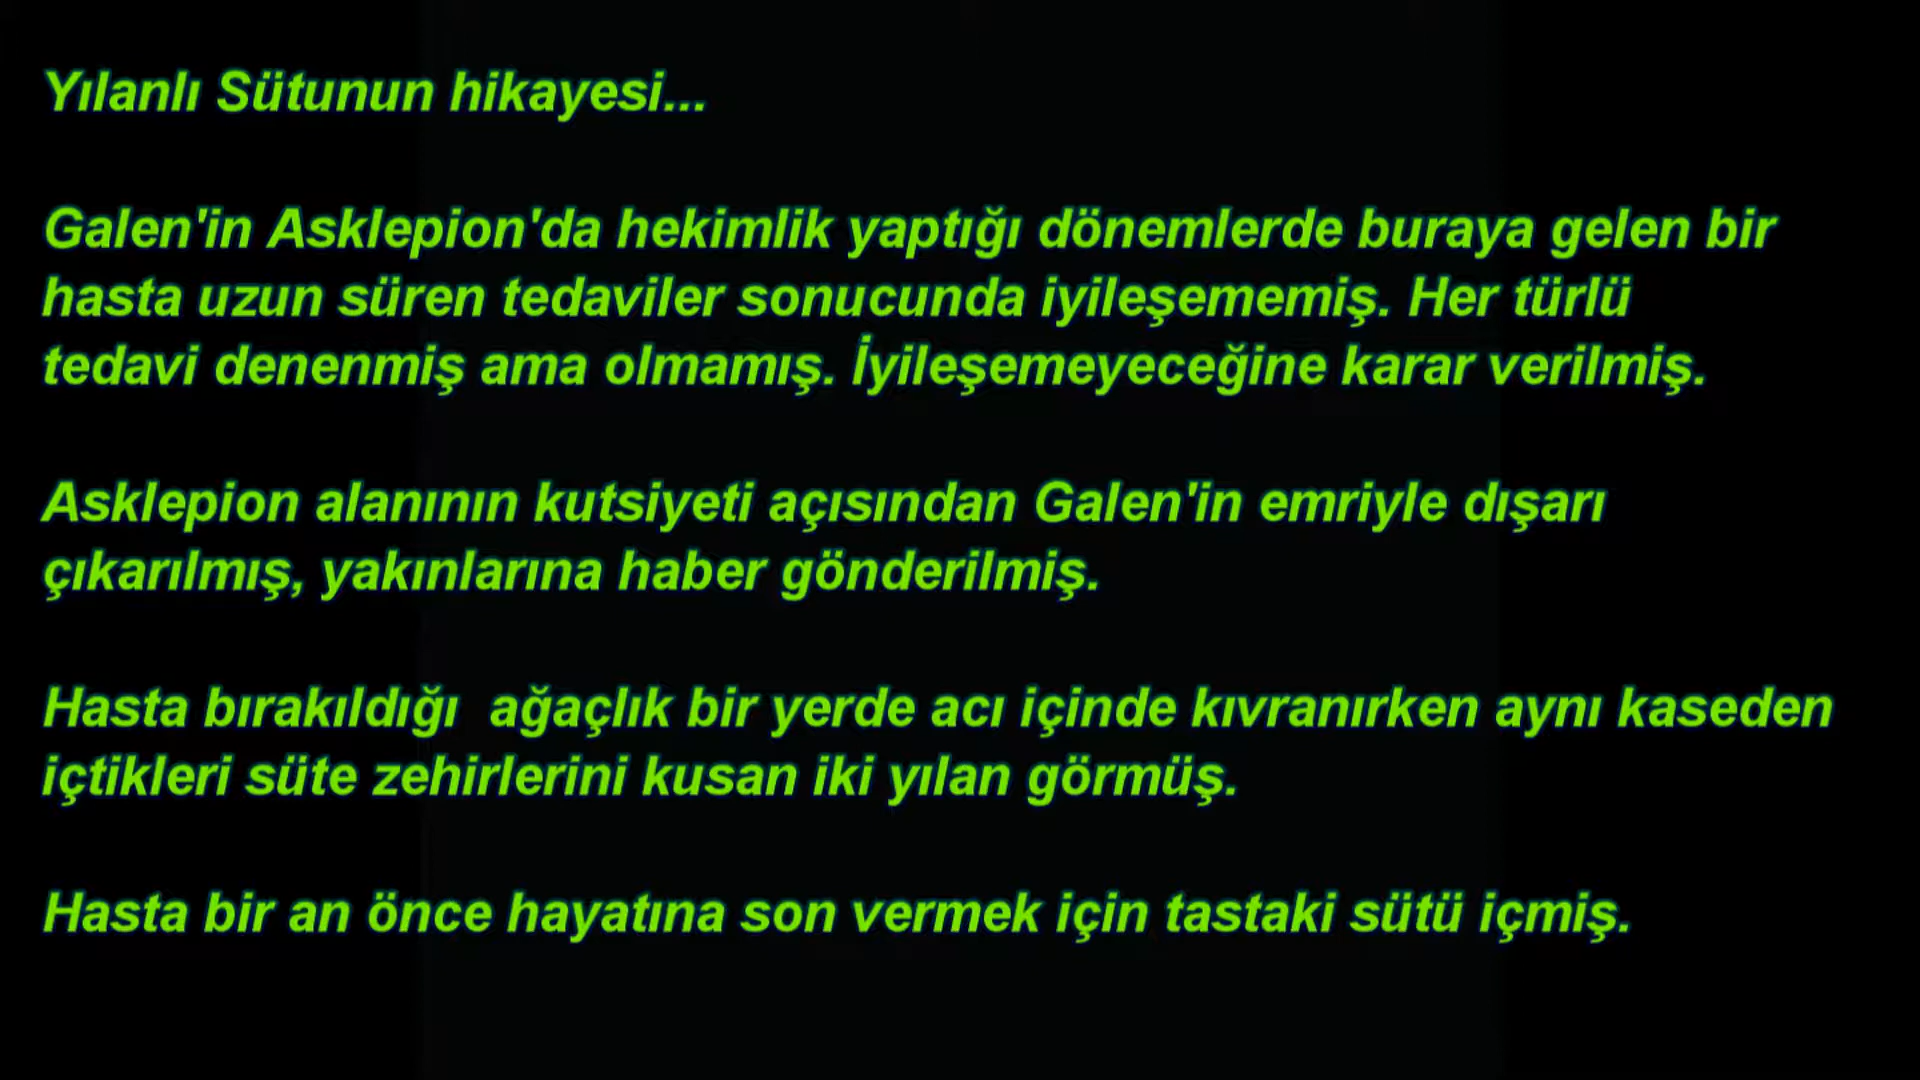 Yılanlı Sütunun hikayesi...
Galen'in Asklepion'da hekimlik yaptığı dönemlerde buraya gelen bir
hasta uzun süren tedaviler sonucunda iyileşememiş. Her türlü
tedavi denenmiş ama olmamış. İyileşemeyeceğine karar verilmiş.
Asklepion alanının kutsiyeti açısından Galen'in emriyle dışarı
çıkarılmış, yakınlarına haber gönderilmiş.
Hasta bırakıldığı  ağaçlık bir yerde acı içinde kıvranırken aynı kaseden
içtikleri süte zehirlerini kusan iki yılan görmüş.
Hasta bir an önce hayatına son vermek için tastaki sütü içmiş.